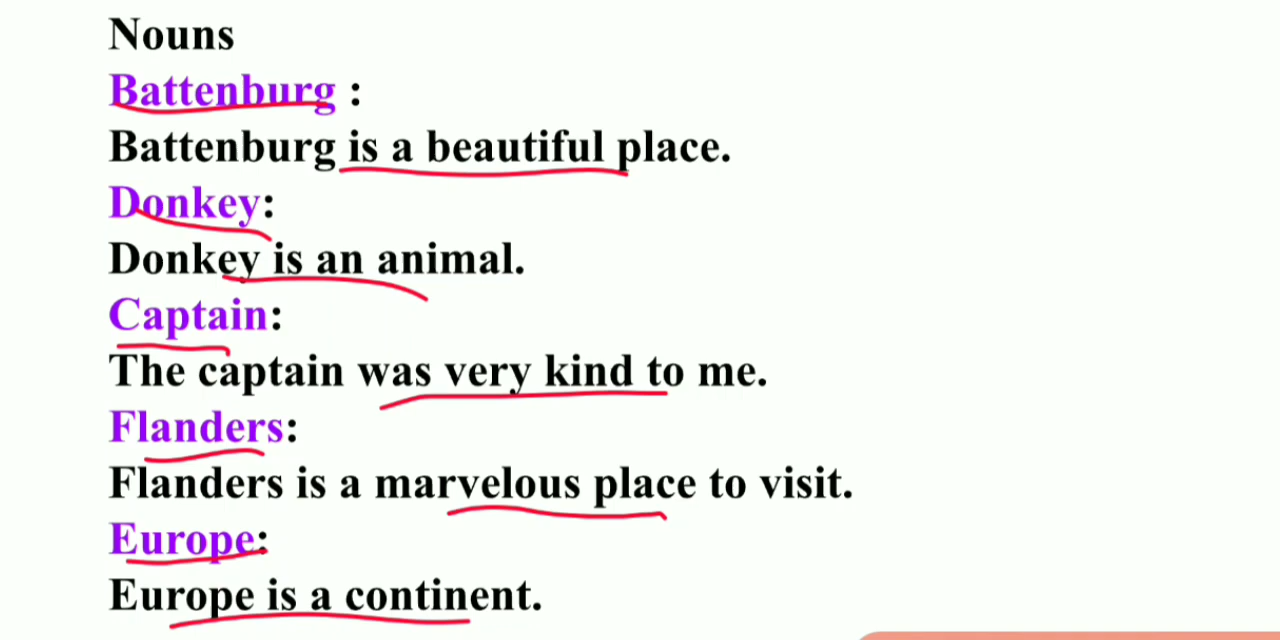 Nouns
Battenburg :
Battenburg is a beautiful place.
Donkey:
Donkey is an animal.
Captain:
The captain was very kind to me.
Flanders:
Flanders is a marvelous place to visit.
Europe:
Europe is a continent.